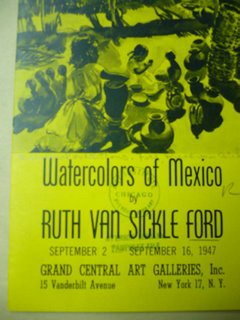 Watercolors of Mexico
by
CHICAGO
RUTH VAN SICKLE FORD
SEPTEMBER 2 — SEPTEMBER 16, 1947
GRAND CENTRAL ART GALLERIES, Inc.
15 Vanderbilt Avenue New York 17, N. Y.